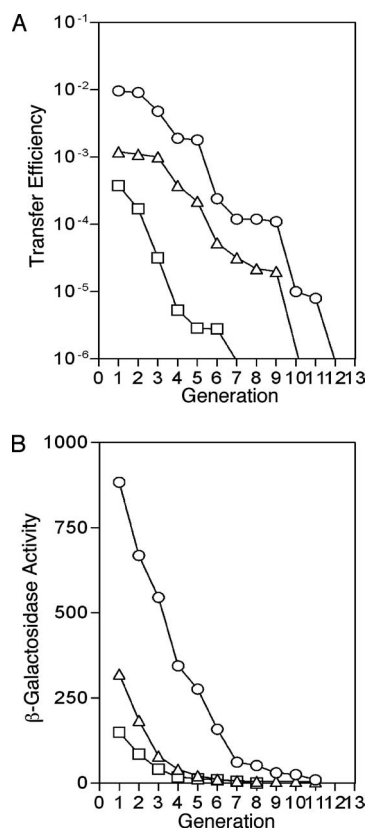 A
10⁻¹
10⁻²
10⁻³
10⁻⁴
10⁻⁵
10⁻⁶
Transfer Efficiency
0 1 2 3 4 5 6 7 8 9 10 11 12 13
Generation
B
1000
750
500
250
0
β-Galactosidase Activity
0 1 2 3 4 5 6 7 8 9 10 11 12 13
Generation